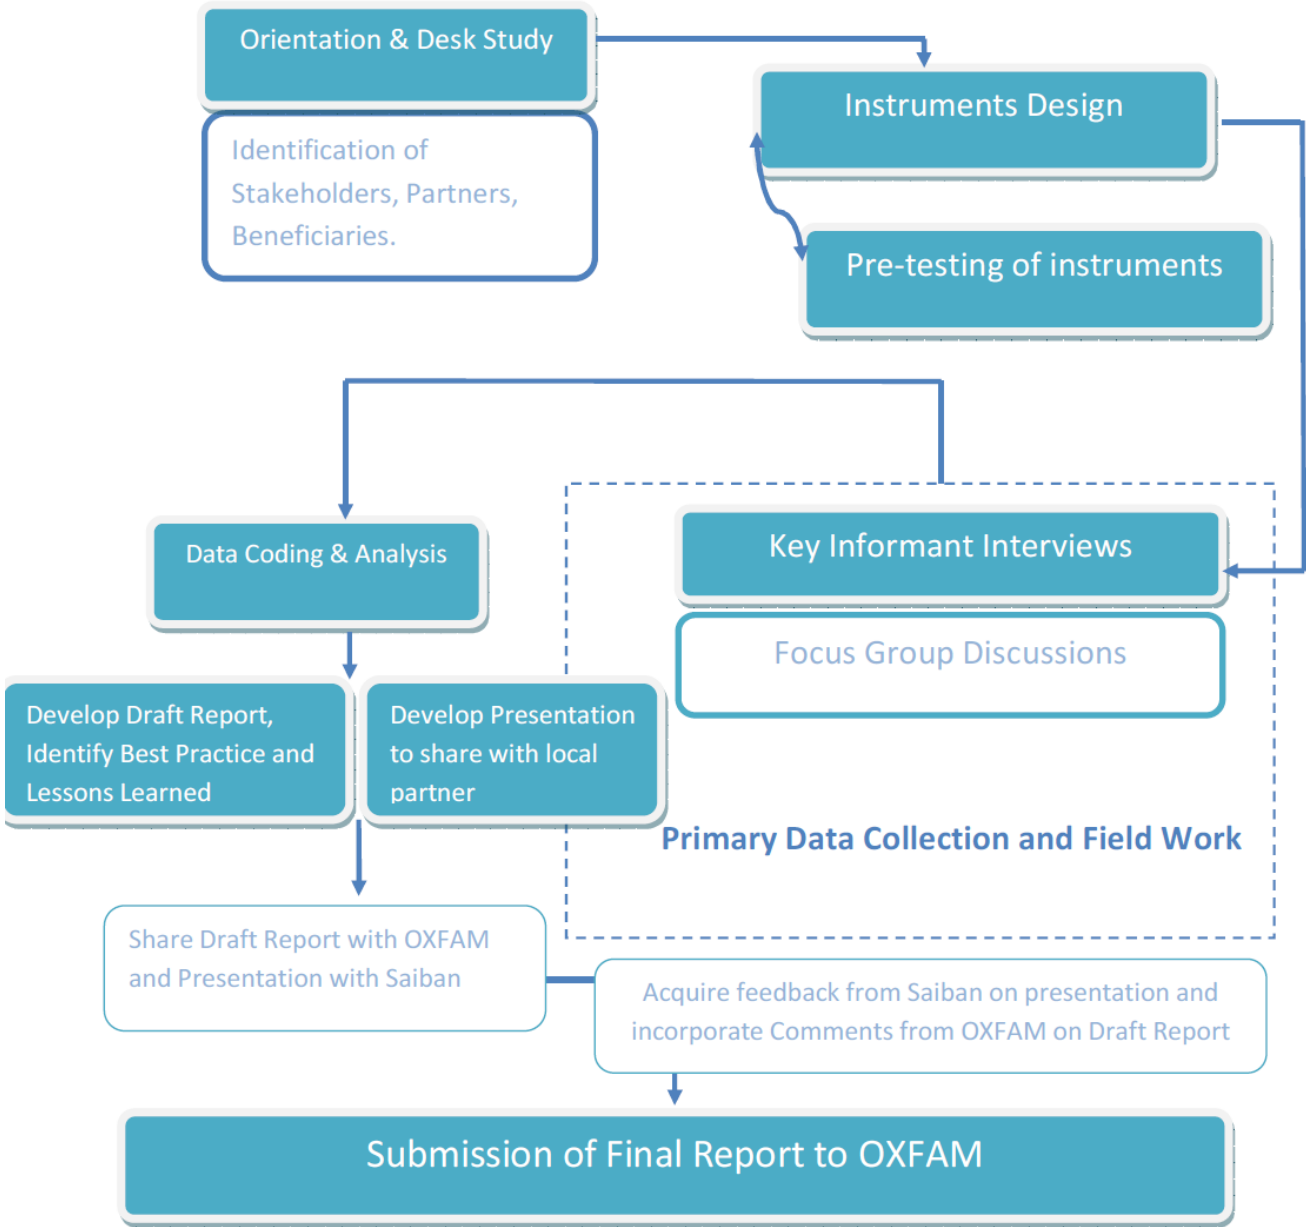 Orientation & Desk Study
Identification of
Stakeholders, Partners,
Beneficiaries.
Instruments Design
Pre-testing of instruments
Key Informant Interviews
Focus Group Discussions
Primary Data Collection and Field Work
Data Coding & Analysis
Develop Draft Report,
Identify Best Practice and
Lessons Learned
Develop Presentation
to share with local
partner
Share Draft Report with OXFAM
and Presentation with Saiban
Acquire feedback from Saiban on presentation and
incorporate Comments from OXFAM on Draft Report
Submission of Final Report to OXFAM